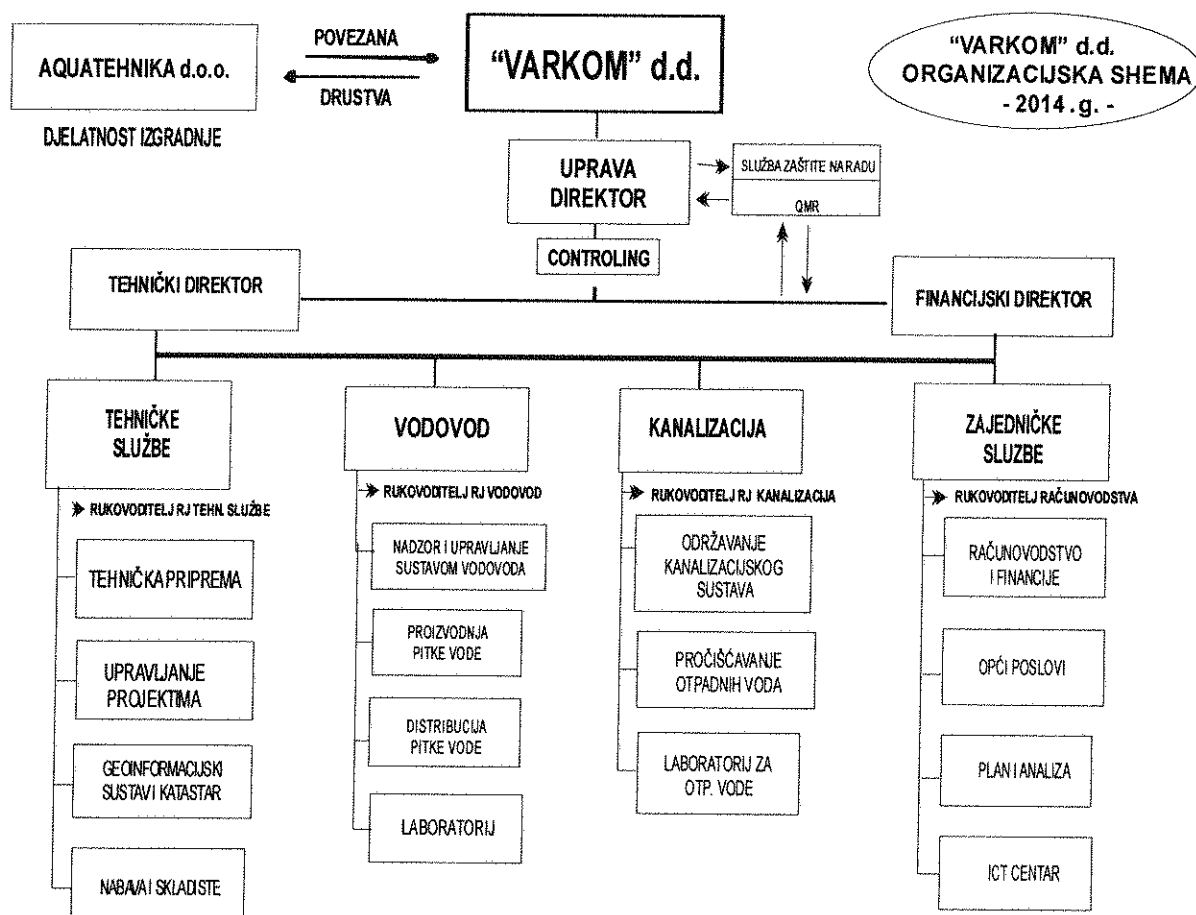 AQUATEHNIKA d.o.o.
DJELATNOST IZGRADNJE
POVEZANA
DRUSTVA
“VARKOM” d.d.
“VARKOM” d.d.
ORGANIZACIJSKA SHEMA
- 2014.g. -
UPRAVA
DIREKTOR
SLUŽBA ZAŠTITE NA RADU
QMR
CONTROLING
TEHNIČKI DIREKTOR
FINANCIJSKI DIREKTOR
TEHNIČKE
SLUŽBE
RUKOVODITELJ RJ TEHN. SLUŽBE
TEHNIČKA PRIPREMA
UPRAVLJANJE
PROJEKTIMA
GEOINFORMACIJSKI
SUSTAV I KATASTAR
NABAVA I SKLADISTE
VODOVOD
RUKOVODITELJ RJ VODOVOD
NADZOR I UPRAVLJANJE
SUSTAVOM VODOVODA
PROIZVODNJA
PITKE VODE
DISTRIBUCIJA
PITKE VODE
LABORATORIJ
KANALIZACIJA
RUKOVODITELJ RJ KANALIZACIJA
ODRŽAVANJE
KANALIZACIJSKOG
SUSTAVA
PROČIŠĆAVANJE
OTPADNIH VODA
LABORATORIJ ZA
OTP. VODE
ZAJEDNIČKE
SLUZBE
RUKOVODITELJ RAČUNOVODSTVA
RAČUNOVODSTVO
I FINANCIJE
OPĆI POSLOVI
PLAN I ANALIZA
ICT CENTAR